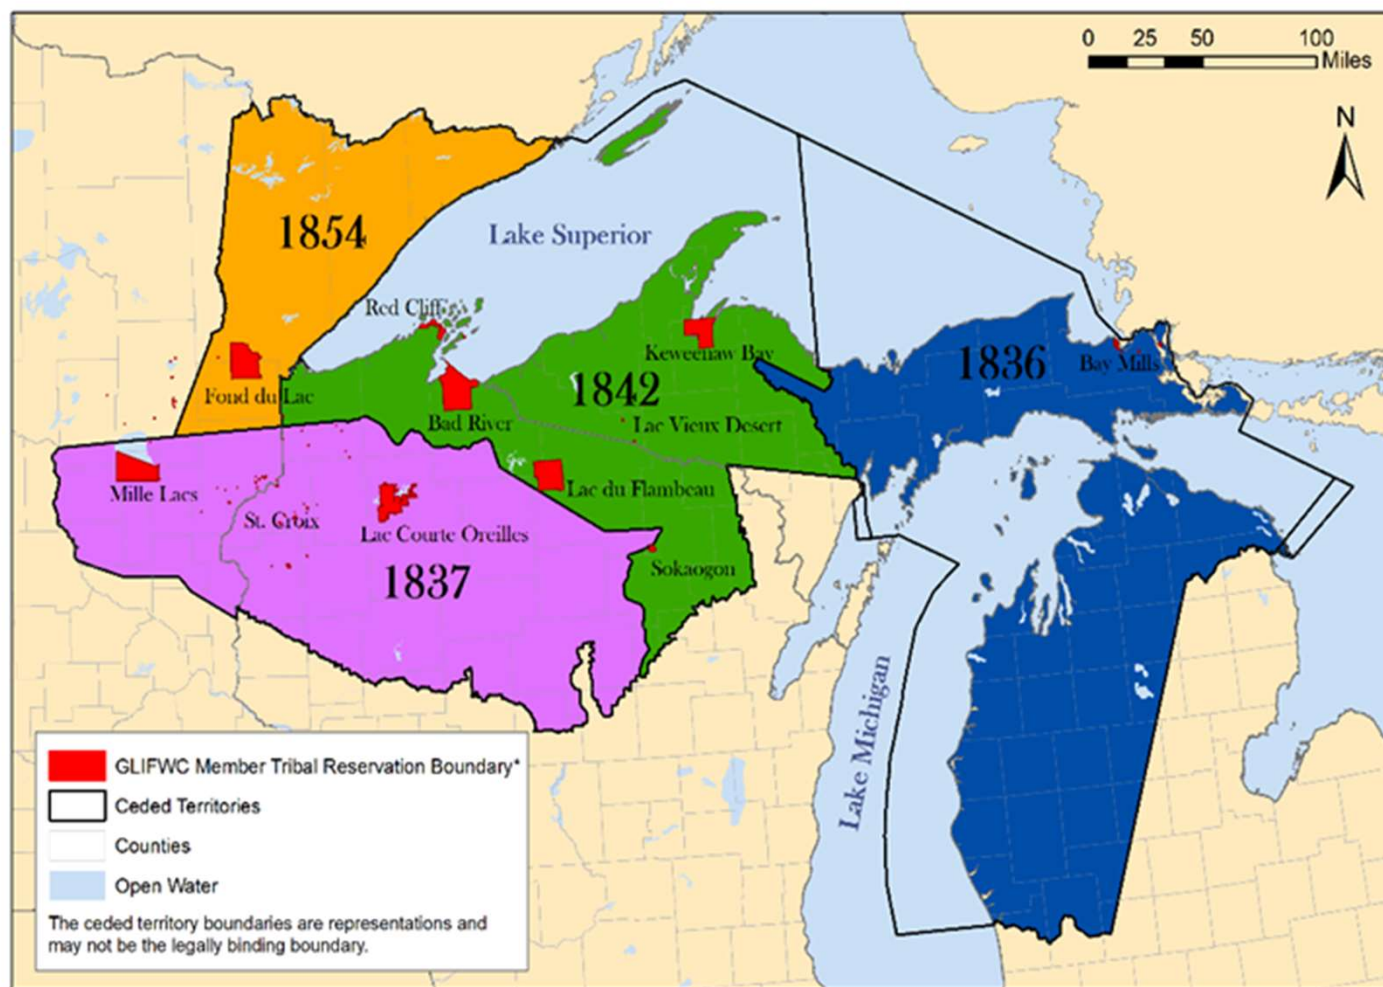 0 25 50 100
Miles
N
1854
Lake Superior
Red Cliff
Keweenaw Bay
1836
Bay Mills
Fond du Lac
1842
Bad River
Lac Vieux Desert
Mille Lacs
Lac du Flambeau
St. Croix
Lac Courte Oreilles
Sokaogon
1837
Lake Michigan
GLIFWC Member Tribal Reservation Boundary*
Ceded Territories
Counties
Open Water
The ceded territory boundaries are representations and
may not be the legally binding boundary.